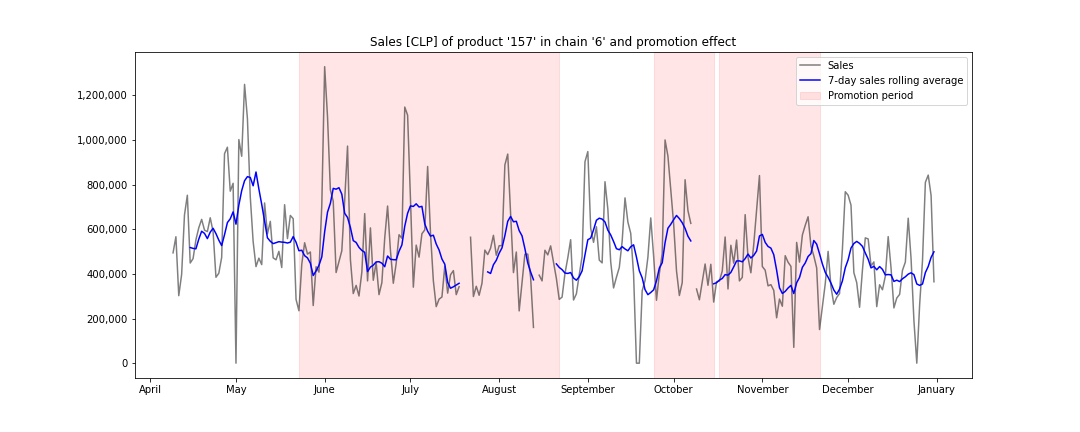 Sales [CLP] of product '157' in chain '6' and promotion effect
Sales
7-day sales rolling average
Promotion period
1,200,000
1,000,000
800,000
600,000
400,000
200,000
0
April May June July August September October November December January